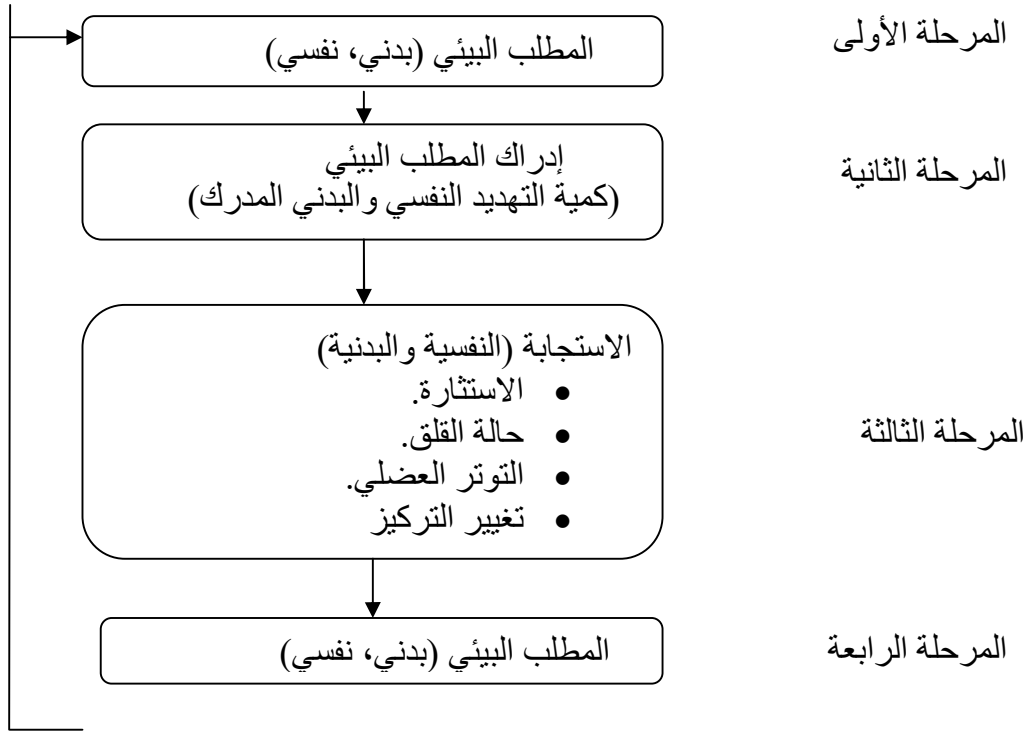 المرحلة الأولى
المطلب البيئي (بدني، نفسي)
المرحلة الثانية
إدراك المطلب البيئي
(كمية التهديد النفسي والبدني المدرك)
المرحلة الثالثة
الاستجابة (النفسية والبدنية)
• الاستثارة.
• حالة القلق.
• التوتر العضلي.
• تغيير التركيز
المرحلة الرابعة
المطلب البيئي (بدني، نفسي)